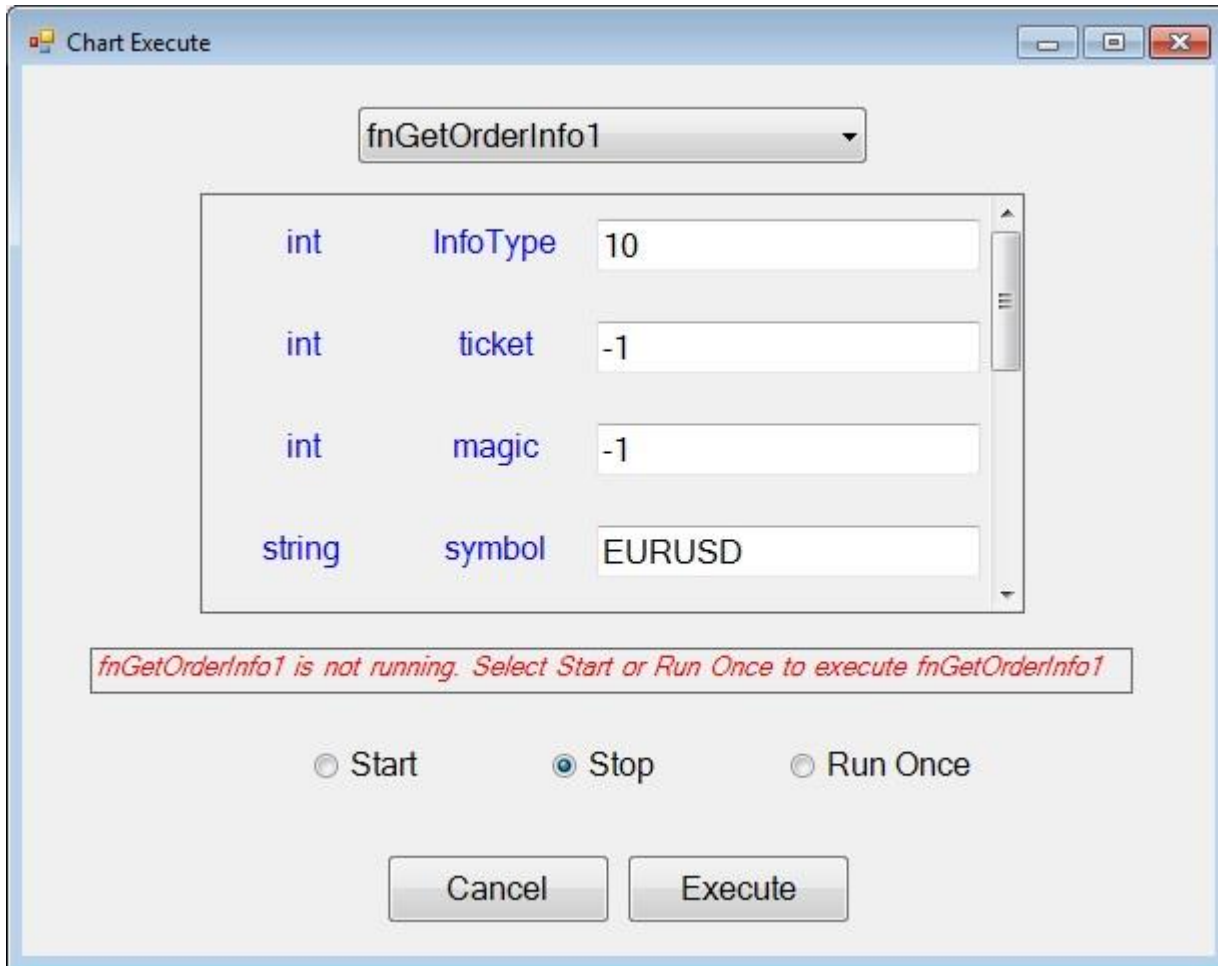 Chart Execute
fnGetOrderInfo1
int InfoType 10
int ticket -1
int magic -1
string symbol EURUSD
fnGetOrderInfo1 is not running. Select Start or Run Once to execute fnGetOrderInfo1
Start Stop Run Once
Cancel Execute